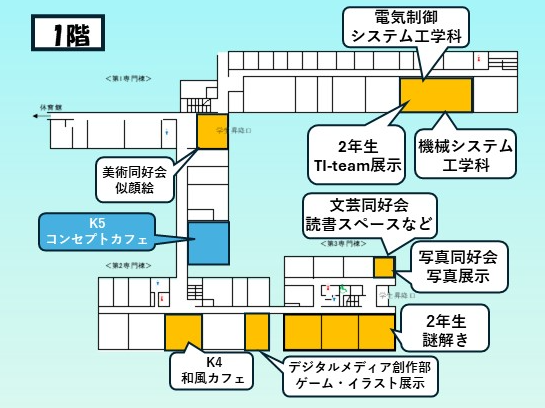 1階
電気制御
システム工学科
<第1専門棟>
体育館
学生昇降口
2年生
TI-team展示
機械システム
工学科
美術同好会
似顔絵
文芸同好会
読書スペースなど
K5
コンセプトカフェ
<第3専門棟>
写真同好会
写真展示
<第2専門棟>
学生昇降口
2年生
謎解き
K4
和風カフェ
デジタルメディア創作部
ゲーム・イラスト展示